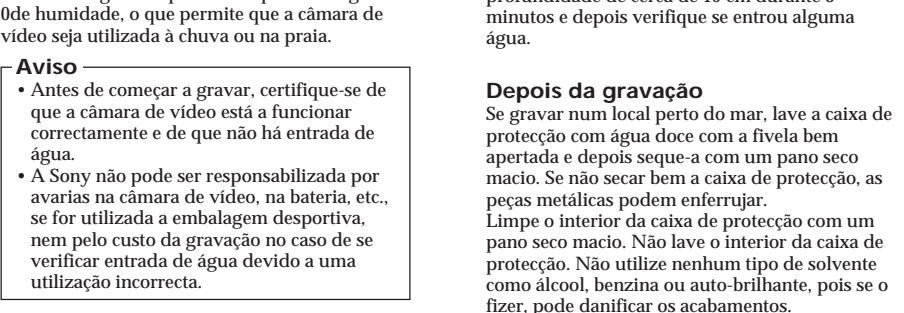 0de humidade, o que permite que a câmara de
vídeo seja utilizada à chuva ou na praia.
Aviso
• Antes de começar a gravar, certifique-se de
que a câmara de vídeo está a funcionar
correctamente e de que não há entrada de
água.
• A Sony não pode ser responsabilizada por
avarias na câmara de vídeo, na bateria, etc.,
se for utilizada a embalagem desportiva,
nem pelo custo da gravação no caso de se
verificar entrada de água devido a uma
utilização incorrecta.
minutos e depois verifique se entrou alguma
água.
Depois da gravação
Se gravar num local perto do mar, lave a caixa de
protecção com água doce com a fivela bem
apertada e depois seque-a com um pano seco
macio. Se não secar bem a caixa de protecção, as
peças metálicas podem enferrujar.
Limpe o interior da caixa de protecção com um
pano seco macio. Não lave o interior da caixa de
protecção. Não utilize nenhum tipo de solvente
como álcool, benzina ou auto-brilhante, pois se o
fizer, pode danificar os acabamentos.